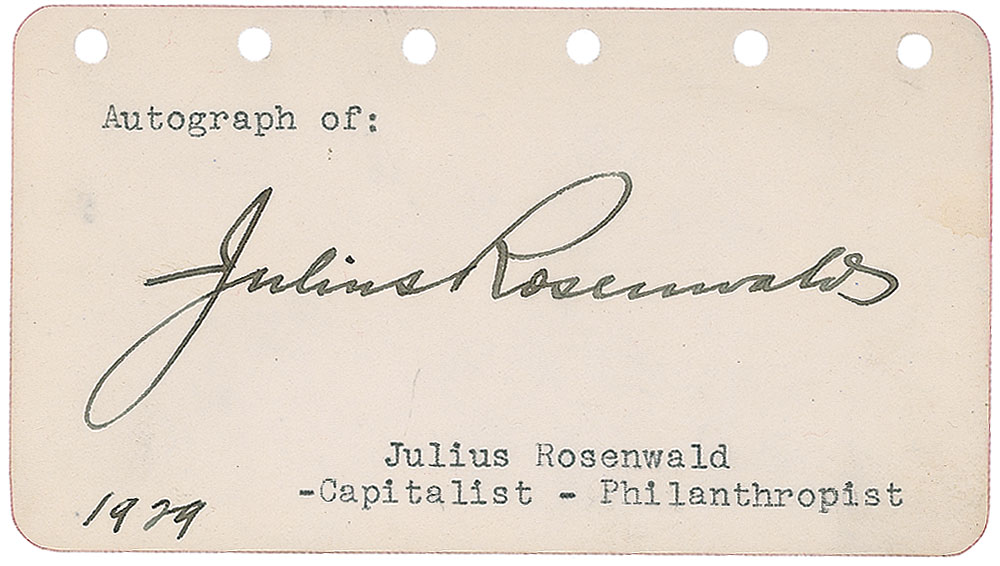 Autograph of:
Julius Rosenwald
Julius Rosenwald
-Capitalist - Philanthropist
1929